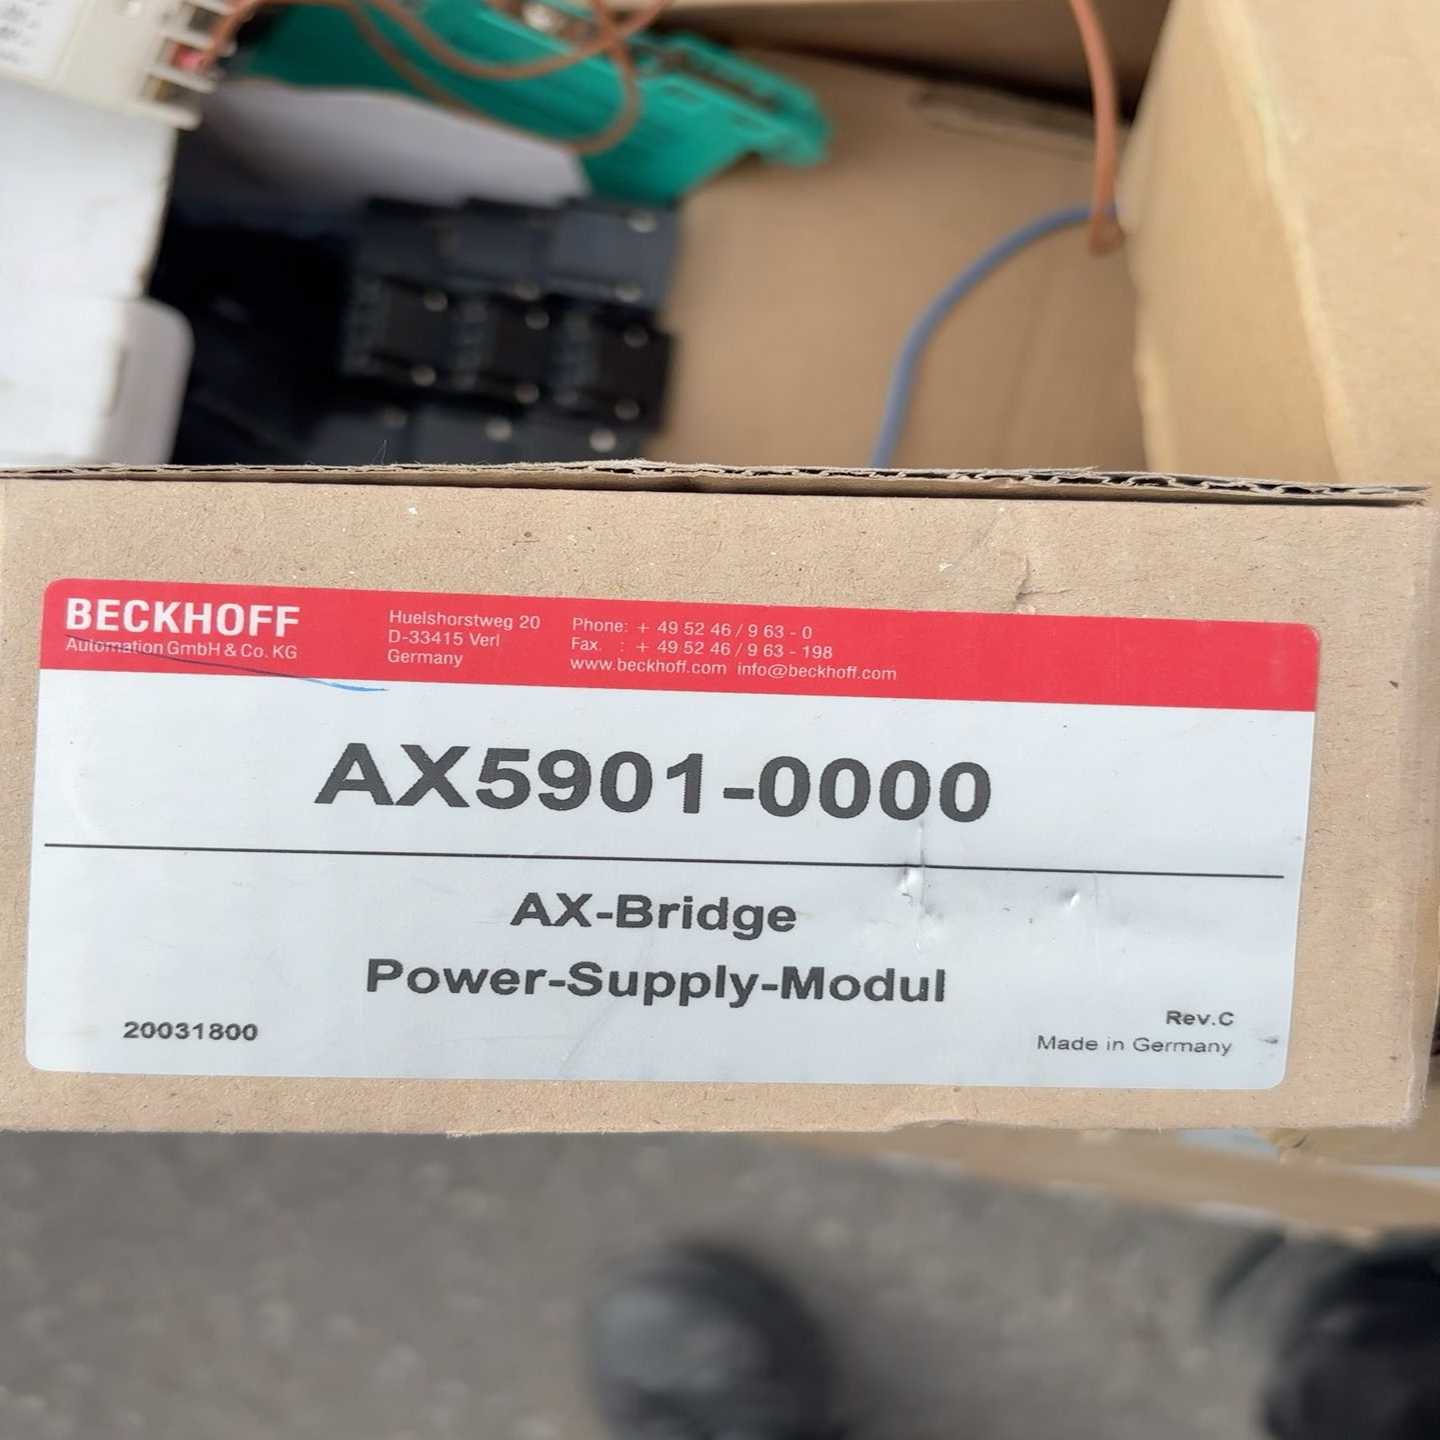 BECKHOFF
Automation GmbH & Co. KG
Huelshorstweg 20
D-33415 Verl
Germany
Phone: + 49 52 46 / 9 63 - 0
Fax. : + 49 52 46 / 9 63 - 198
www.beckhoff.com info@beckhoff.com
AX5901-0000
AX-Bridge
Power-Supply-Modul
20031800
Rev.C
Made in Germany